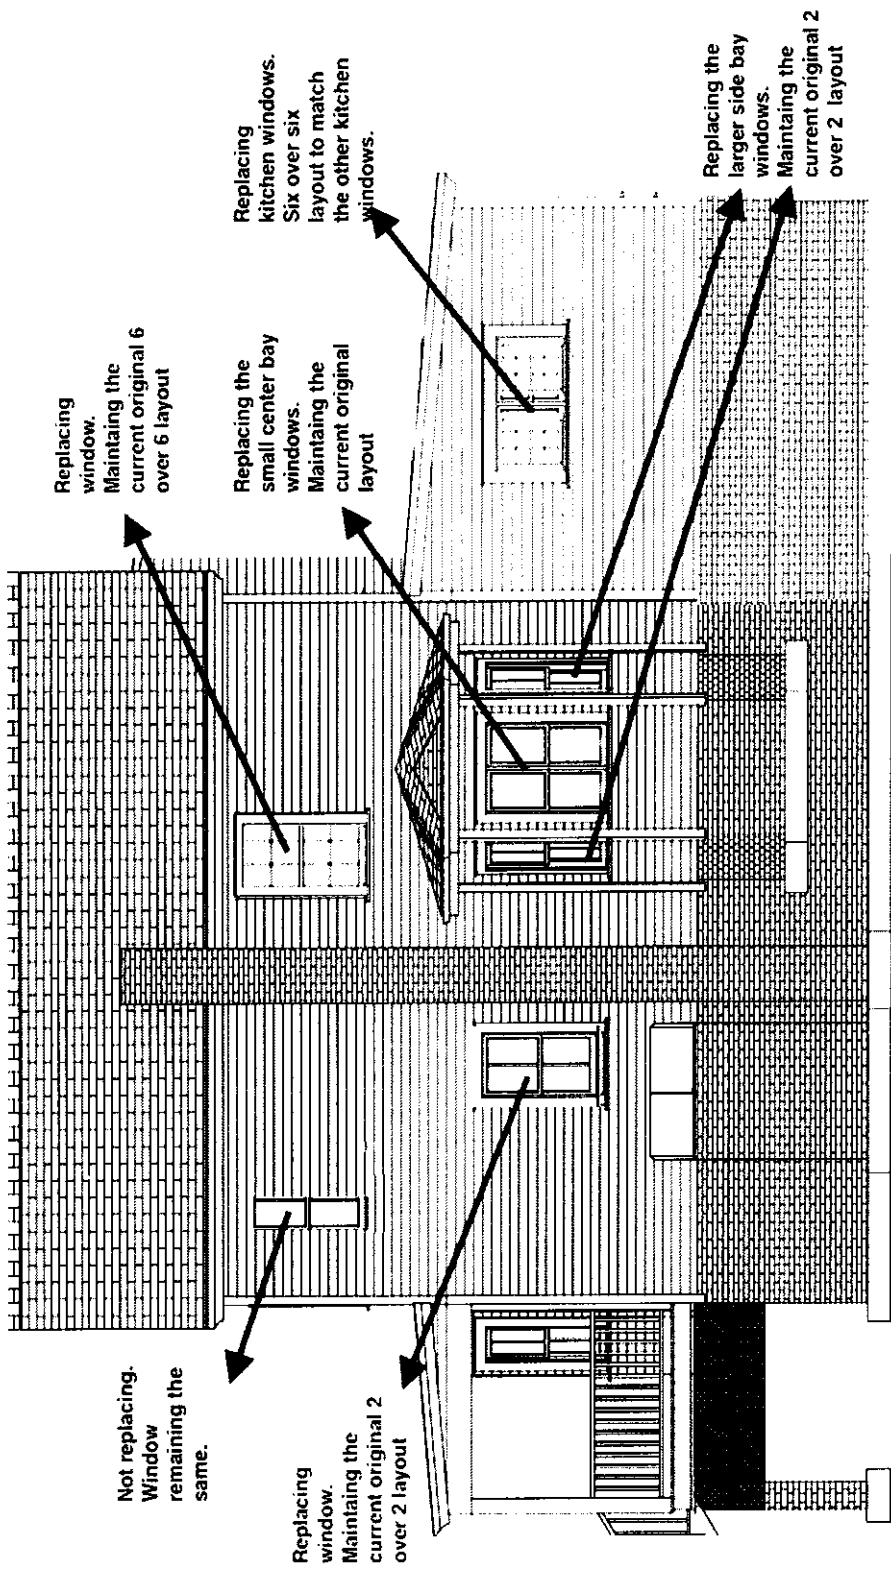 Not replacing.
Window
remaining the
same.
Replacing
window.
Maintaing the
current original 2
over 2 layout
Replacing
window.
Maintaing the
current original 6
over 6 layout
Replacing the
small center bay
windows.
Maintaing the
current original
layout
Replacing
kitchen windows.
Six over six
layout to match
the other kitchen
windows.
Replacing the
larger side bay
windows.
Maintaing the
current original 2
over 2 layout